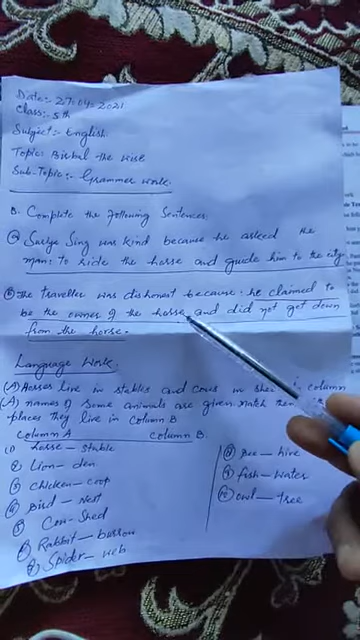 Date:- 27.04.2021
Class:- 5th
Subject:- English
Topic:- Birbal the wise
Sub-Topic:- Grammer work.
B. Complete the following Sentences.
(a) Surlye Sing was kind because he asked the
man: to ride the horse and guide him to the city.
(b) The traveller was dishonest because: he claimed to
be the owner of the horse and did not got down
from the horse.
Language Work.
(A) Horses live in stables and cows in column
(A) names of some animals are given. Match
places they live in Column B
Column A Column B.
(1) horse - stable
(2) Lion - den
(3) chicken - coop
(4) Bird - Nest
(5) Cow - Shed
(6) Rabbit - burrow
(7) Spider - web
(8) Bee - hive
(9) fish - Water
(10) owl - tree